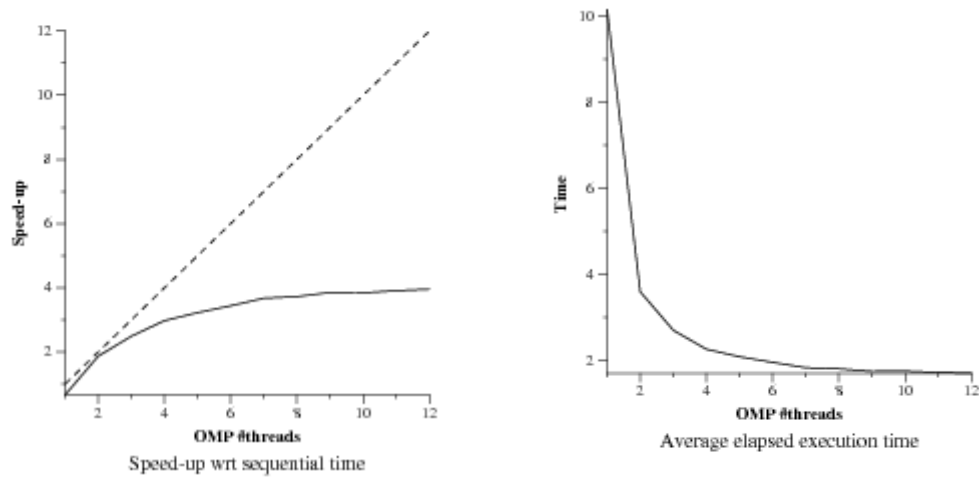 12
10
8
6
4
2
Speed-up
2 4 6 8 10 12
OMP #threads
Speed-up wrt sequential time
10
8
6
4
2
Time
2 4 6 8 10 12
OMP #threads
Average elapsed execution time